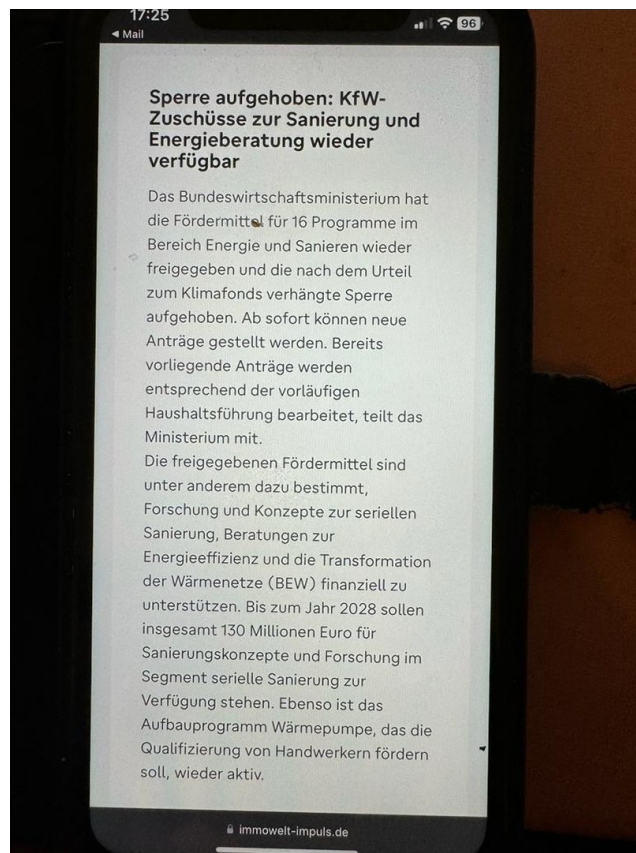 17:25
◀ Mail
96
Sperre aufgehoben: KfW-
Zuschüsse zur Sanierung und
Energieberatung wieder
verfügbar
Das Bundeswirtschaftsministerium hat
die Fördermittel für 16 Programme im
Bereich Energie und Sanieren wieder
freigegeben und die nach dem Urteil
zum Klimafonds verhängte Sperre
aufgehoben. Ab sofort können neue
Anträge gestellt werden. Bereits
vorliegende Anträge werden
entsprechend der vorläufigen
Haushaltsführung bearbeitet, teilt das
Ministerium mit.
Die freigegebenen Fördermittel sind
unter anderem dazu bestimmt,
Forschung und Konzepte zur seriellen
Sanierung, Beratungen zur
Energieeffizienz und die Transformation
der Wärmenetze (BEW) finanziell zu
unterstützen. Bis zum Jahr 2028 sollen
insgesamt 130 Millionen Euro für
Sanierungskonzepte und Forschung im
Segment serielle Sanierung zur
Verfügung stehen. Ebenso ist das
Aufbauprogramm Wärmepumpe, das die
Qualifizierung von Handwerkern fördern
soll, wieder aktiv.
immowelt-impuls.de